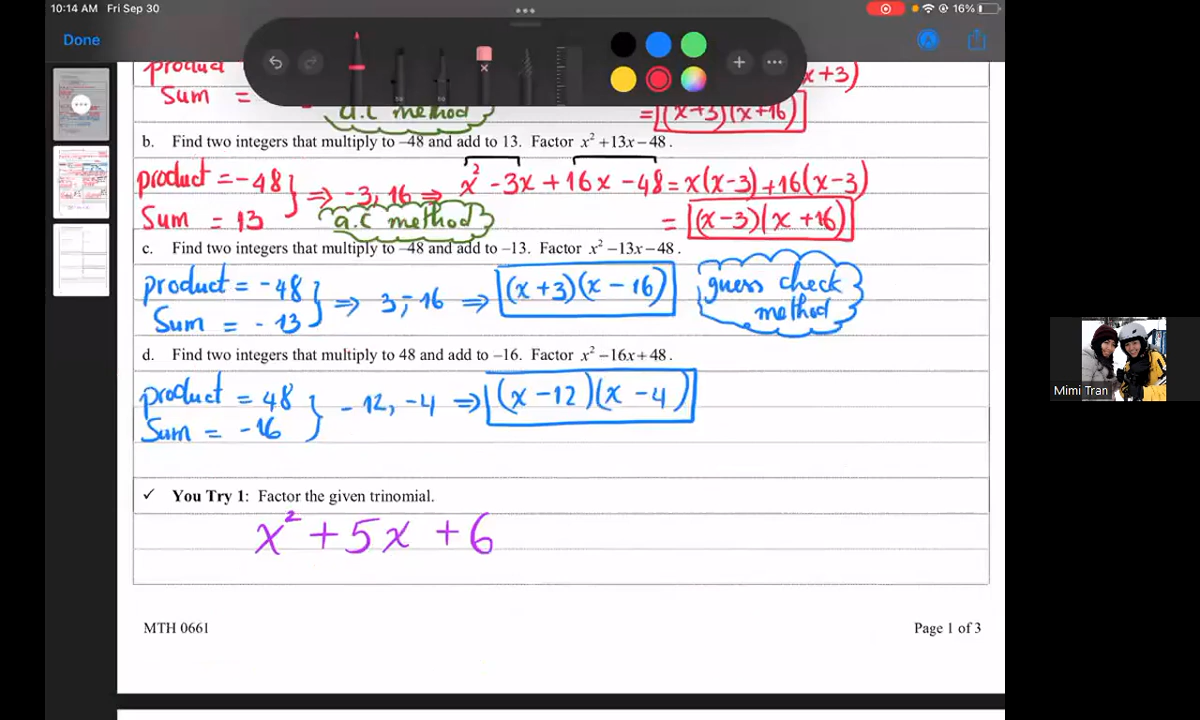 10:14 AM Fri Sep 30
16%
Done
product
x+3)
Sum =
a.c method
= (x+3)(x+16)
b. Find two integers that multiply to −48 and add to 13. Factor x² +13x−48.
product = -48 } ⇒ -3, 16 ⇒ x² - 3x + 16x - 48 = x(x-3) + 16(x-3)
Sum = 13
a.c method
= (x-3)(x+16)
c. Find two integers that multiply to −48 and add to −13. Factor x² −13x−48.
product = -48 } ⇒ 3, -16 ⇒ (x+3)(x-16)
Sum = -13
guess check
method
d. Find two integers that multiply to 48 and add to −16. Factor x² −16x+48.
product = 48 } -12, -4 ⇒ (x-12)(x-4)
Sum = -16
✓ You Try 1: Factor the given trinomial.
x² + 5x + 6
MTH 0661
Page 1 of 3
Mimi Tran